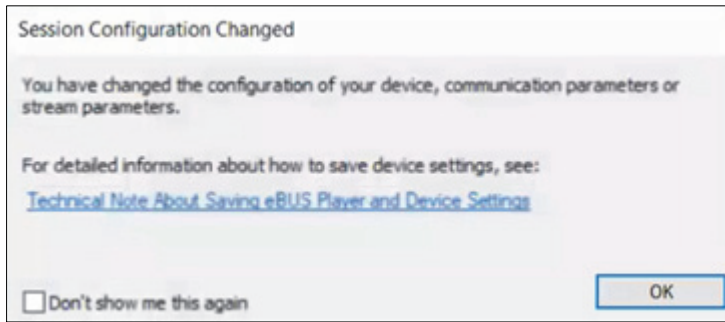 Session Configuration Changed
You have changed the configuration of your device, communication parameters or
stream parameters.
For detailed information about how to save device settings, see:
Technical Note About Saving eBUS Player and Device Settings
Don't show me this again
OK